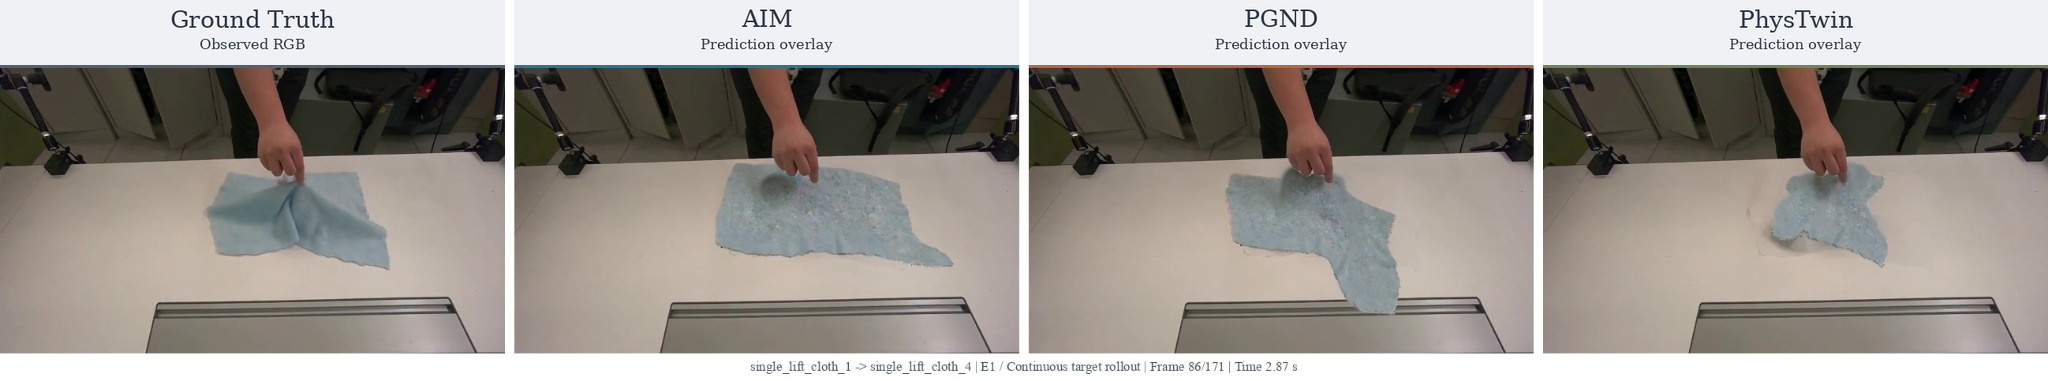 Ground Truth
Observed RGB
AIM
Prediction overlay
PGND
Prediction overlay
PhysTwin
Prediction overlay
single_lift_cloth_1 -> single_lift_cloth_4 | E1 / Continuous target rollout | Frame 86/171 | Time 2.87 s